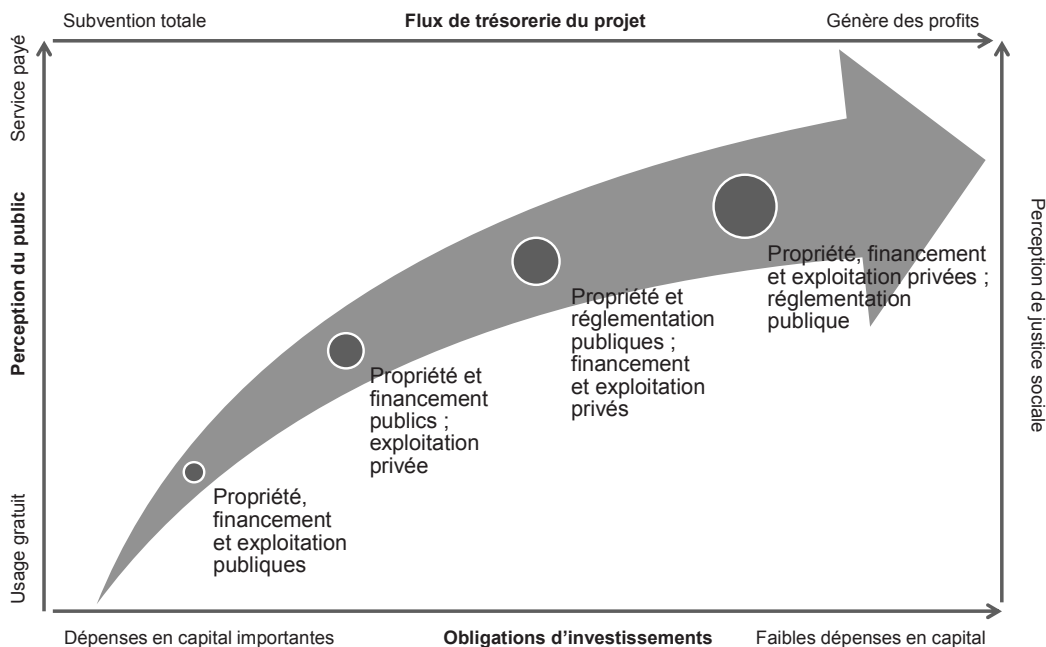 Subvention totale
Flux de trésorerie du projet
Génère des profits
Service payé
Perception du public
Usage gratuit
Propriété,
financement
et exploitation
publiques
Propriété et
financement
publics ;
exploitation
privée
Propriété et
réglementation
publiques ;
financement
et exploitation
privés
Propriété, financement
et exploitation privées ;
réglementation
publique
Perception de justice sociale
Dépenses en capital importantes
Obligations d'investissements
Faibles dépenses en capital